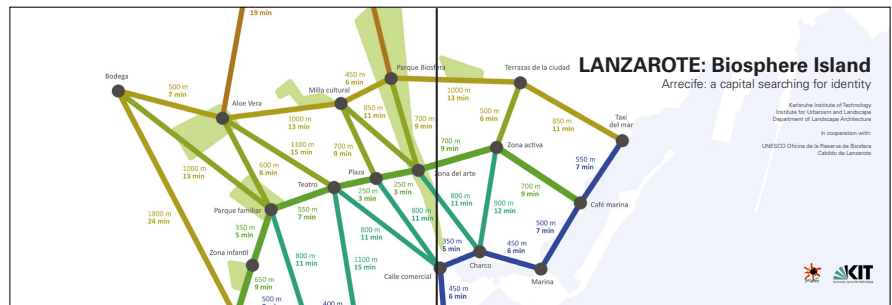 19 min
LANZAROTE: Biosphere Island
Arrecife: a capital searching for identity
Karlsruhe Institute of Technology
Institute for Urbanism and Landscape
Department of Landscape Architecture
in cooperation with:
UNESCO Oficina de la Reserva de Biosfera
Cabildo de Lanzarote
Bodega
500 m
7 min
Aloe Vera
Milla cultural
450 m
6 min
Parque Biosfera
Terrazas de la ciudad
1000 m
13 min
850 m
11 min
1000 m
13 min
500 m
6 min
850 m
11 min
Taxi
del mar
1100 m
15 min
700 m
9 min
700 m
9 min
700 m
9 min
Zona activa
550 m
7 min
1000 m
13 min
600 m
8 min
Teatro
Plaza
250 m
3 min
250 m
3 min
Zona del arte
800 m
11 min
700 m
9 min
Café marina
1800 m
24 min
Parque familiar
550 m
7 min
800 m
11 min
900 m
12 min
350 m
5 min
800 m
11 min
500 m
7 min
Zona infantil
800 m
11 min
1100 m
15 min
350 m
5 min
450 m
6 min
Calle comercial
Charco
Marina
650 m
9 min
500 m
400 m
450 m
6 min
KIT